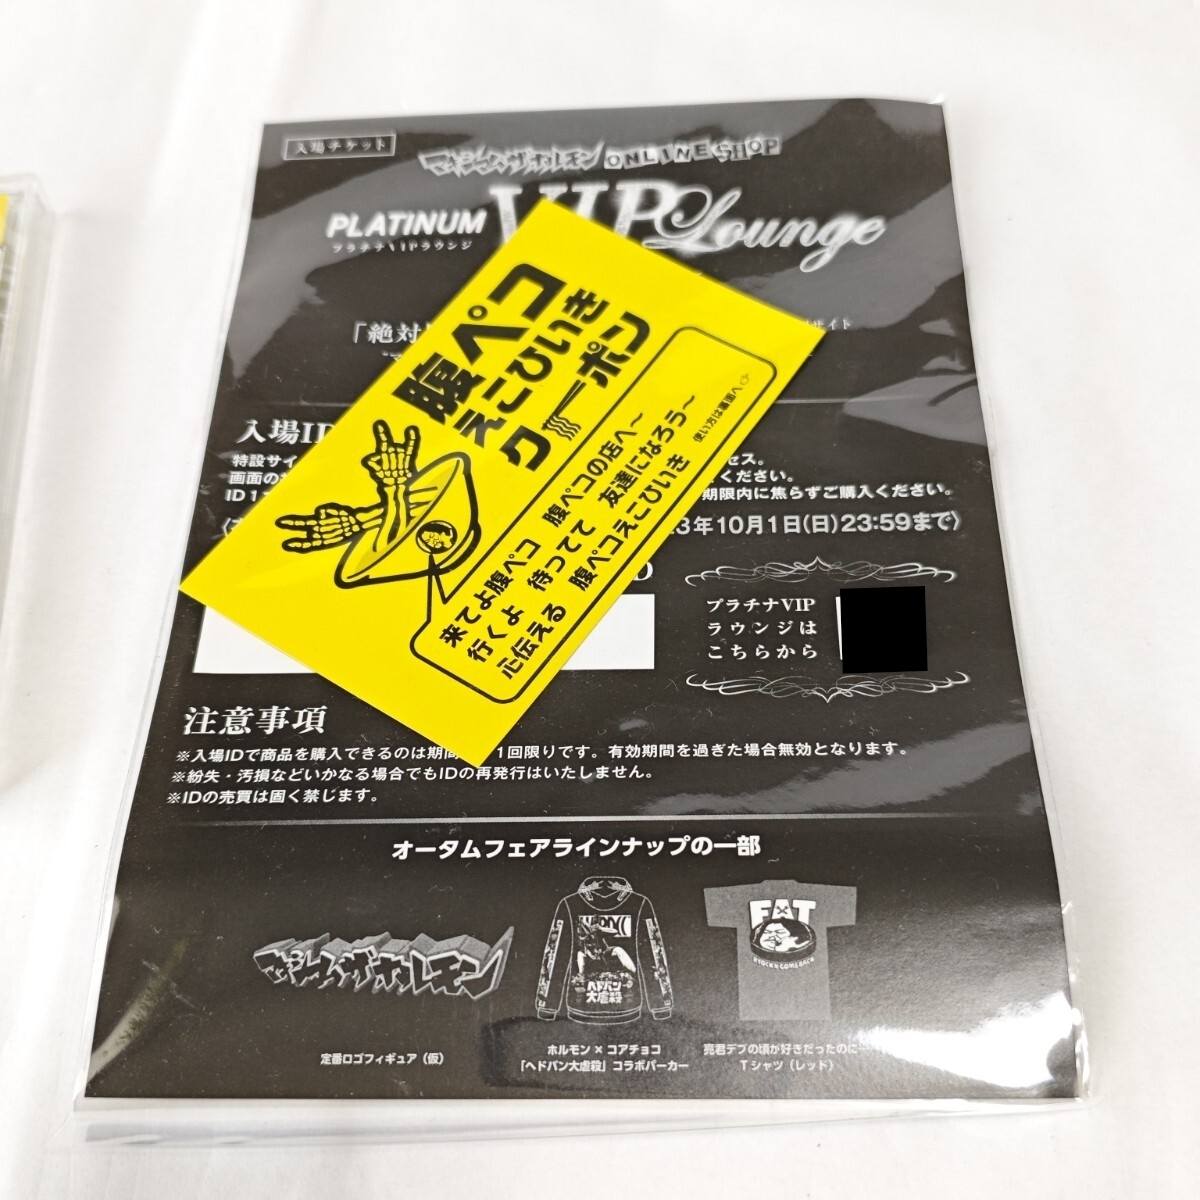 入場チケット
マキシマムザホルモン ONLINE SHOP
PLATINUM VIP Lounge
プラチナVIPラウンジ
「絶対
サイト
腹ペコ
えこひいき
クーポン
来てよ腹ペコ 腹ペコの店へ〜
行くよ 待ってて 友達になろう〜
心伝える 腹ペコえこひいき
使い方は裏面へ
入場ID
特設サイ
セス。
画面の
ください。
ID1
期限内に焦らずご購入ください。
3年10月1日(日)23:59まで〉
プラチナVIP
ラウンジは
こちらから
注意事項
※入場IDで商品を購入できるのは期間 1回限りです。有効期間を過ぎた場合無効となります。
※紛失・汚損などいかなる場合でもIDの再発行はいたしません。
※IDの売買は固く禁じます。
オータムフェアラインナップの一部
マキシマムザホルモン
ヘドバン
大虐殺
FAT
RYOCKN COMEBACK
定番ロゴフィギュア（仮）
ホルモン × コアチョコ
「ヘドバン大虐殺」コラボパーカー
亮君デブの頃が好きだったのに…
Tシャツ（レッド）